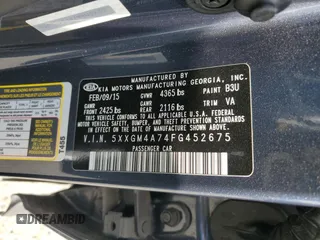 MANUFACTURED BY
KIA KIA MOTORS MANUFACTURING GEORGIA, INC.
FEB/09/15 GVWR 4365 lbs PAINT B3U
GAWR FRONT 2425 lbs GAWR REAR 2116 lbs TRIM VA
THIS VEHICLE CONFORMS TO ALL APPLICABLE
U.S. FEDERAL MOTOR VEHICLE SAFETY, BUMPER, AND THEFT
PREVENTION STANDARDS IN EFFECT ON THE DATE OF
MANUFACTURE SHOWN ABOVE.
V.I.N. 5XXGM4A74FG452675
PASSENGER CAR
DREAMBID